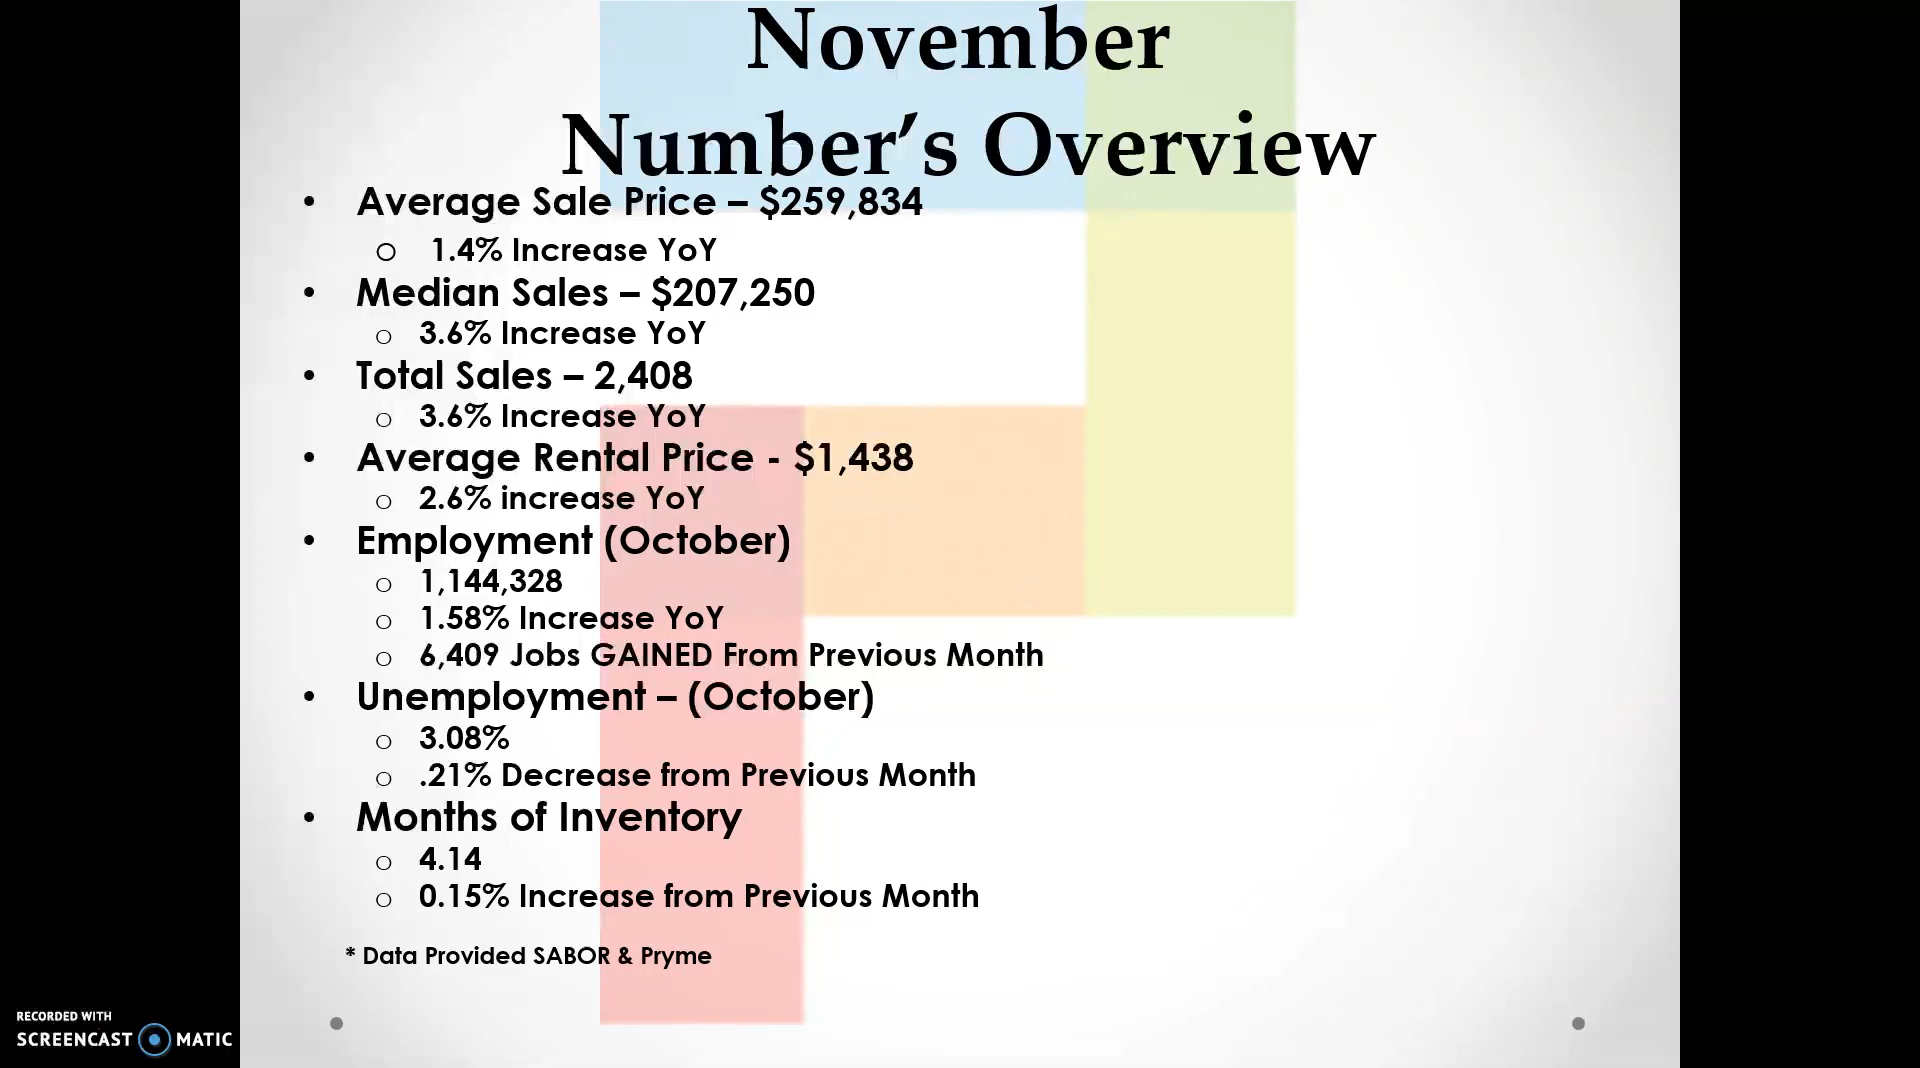 November
Number’s Overview
• Average Sale Price – $259,834
o 1.4% Increase YoY
• Median Sales – $207,250
o 3.6% Increase YoY
• Total Sales – 2,408
o 3.6% Increase YoY
• Average Rental Price - $1,438
o 2.6% increase YoY
• Employment (October)
o 1,144,328
o 1.58% Increase YoY
o 6,409 Jobs GAINED From Previous Month
• Unemployment – (October)
o 3.08%
o .21% Decrease from Previous Month
• Months of Inventory
o 4.14
o 0.15% Increase from Previous Month
* Data Provided SABOR & Pryme
RECORDED WITH
SCREENCAST MATIC